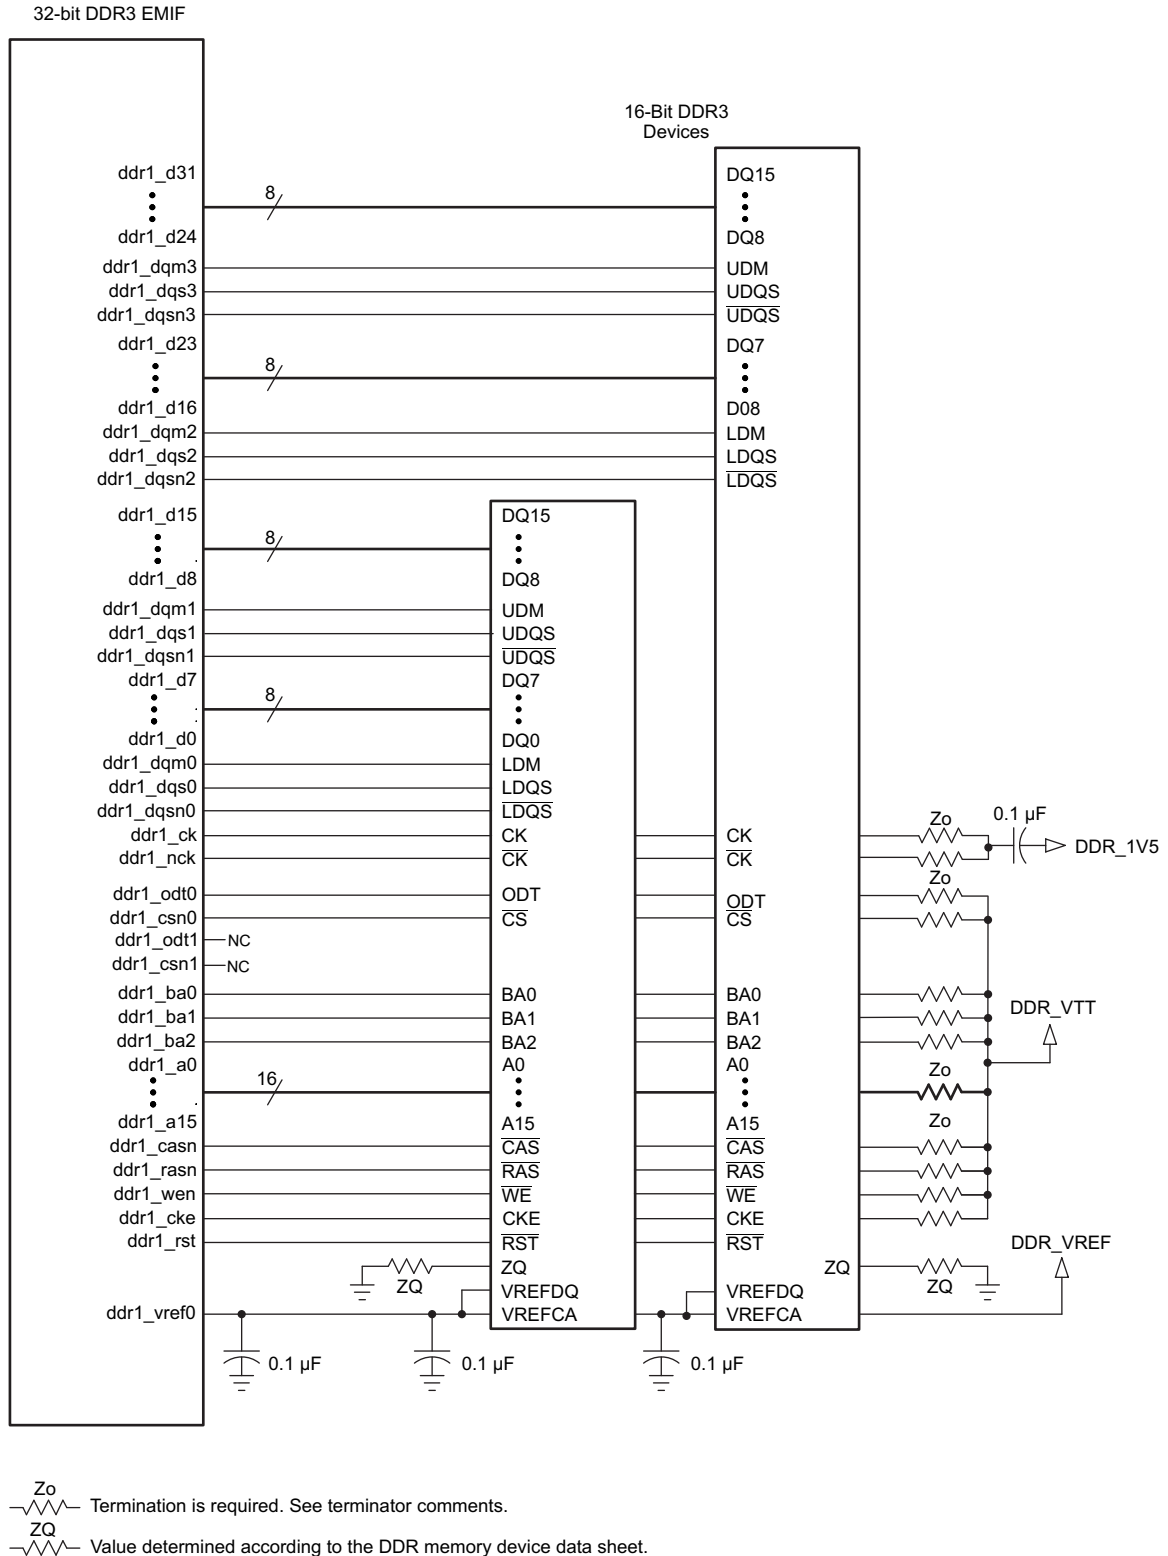 32-bit DDR3 EMIF
16-Bit DDR3
Devices
ddr1_d31
8
DQ15
ddr1_d24
DQ8
ddr1_dqm3
UDM
ddr1_dqs3
UDQS
ddr1_dqsn3
UDQS
ddr1_d23
8
DQ7
ddr1_d16
D08
ddr1_dqm2
LDM
ddr1_dqs2
LDQS
ddr1_dqsn2
LDQS
ddr1_d15
8
DQ15
ddr1_d8
DQ8
ddr1_dqm1
UDM
ddr1_dqs1
UDQS
ddr1_dqsn1
UDQS
ddr1_d7
8
DQ7
ddr1_d0
DQ0
ddr1_dqm0
LDM
ddr1_dqs0
LDQS
ddr1_dqsn0
LDQS
Zo
0.1 µF
ddr1_ck
CK
CK
DDR_1V5
ddr1_nck
CK
CK
Zo
ddr1_odt0
ODT
ODT
ddr1_csn0
CS
CS
ddr1_odt1
NC
ddr1_csn1
NC
ddr1_ba0
BA0
BA0
DDR_VTT
ddr1_ba1
BA1
BA1
ddr1_ba2
BA2
BA2
ddr1_a0
A0
A0
Zo
16
ddr1_a15
A15
A15
Zo
ddr1_casn
CAS
CAS
ddr1_rasn
RAS
RAS
ddr1_wen
WE
WE
ddr1_cke
CKE
CKE
ddr1_rst
RST
RST
DDR_VREF
ZQ
ZQ
ZQ
ZQ
VREFDQ
VREFDQ
ddr1_vref0
VREFCA
VREFCA
0.1 µF
0.1 µF
0.1 µF
Zo
Termination is required. See terminator comments.
ZQ
Value determined according to the DDR memory device data sheet.